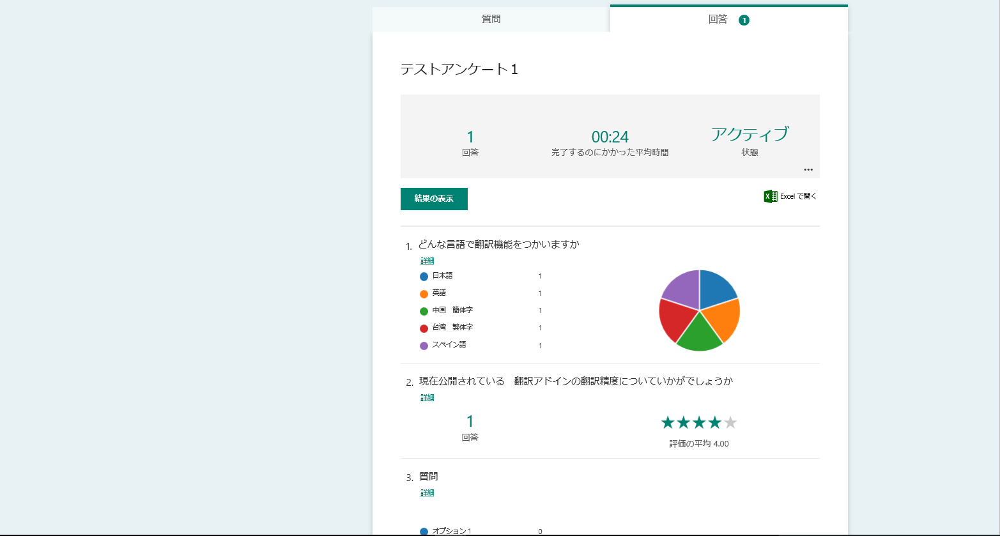 質問
回答 1
テストアンケート1
1
回答
00:24
完了するのにかかった平均時間
アクティブ
状態
...
結果の表示
Excel で開く
1. どんな言語で翻訳機能をつかいますか
詳細
日本語 1
英語 1
中国　簡体字 1
台湾　繁体字 1
スペイン語 1
2. 現在公開されている　翻訳アドインの翻訳精度についていかがでしょうか
詳細
1
回答
評価の平均 4.00
3. 質問
詳細
オプション 1 0